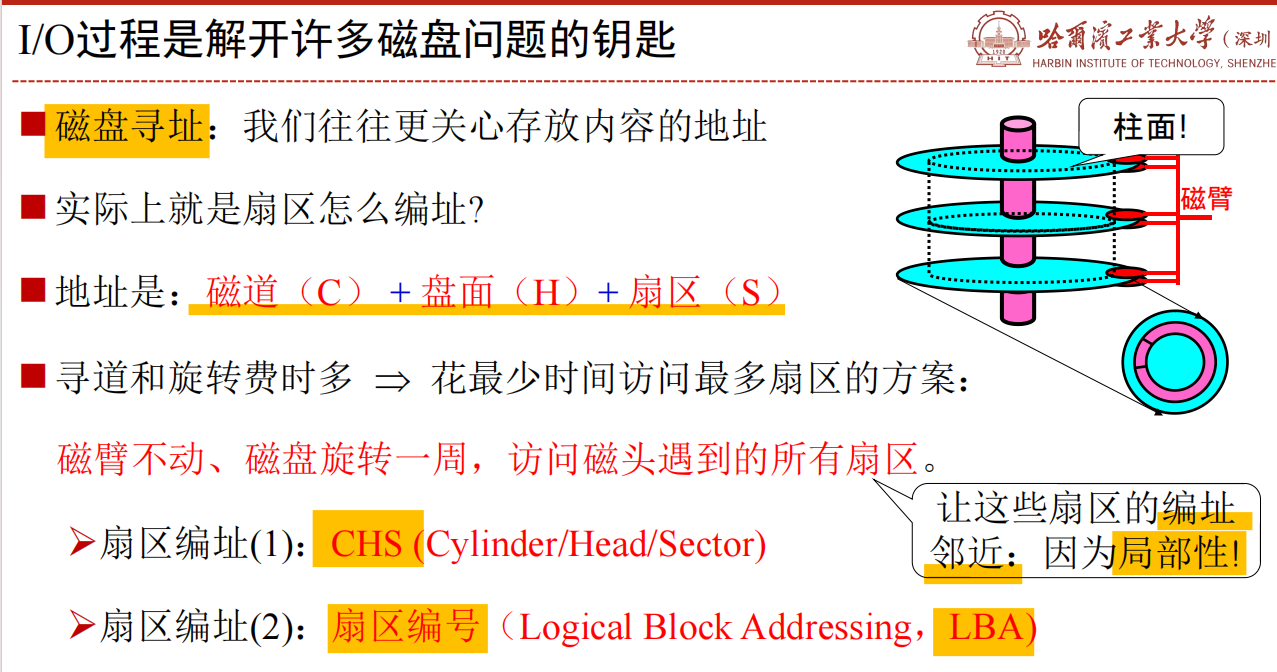 I/O过程是解开许多磁盘问题的钥匙
哈爾濱工業大學(深圳
HARBIN INSTITUTE OF TECHNOLOGY, SHENZHE
1920
HIT
磁盘寻址：我们往往更关心存放内容的地址
实际上就是扇区怎么编址?
地址是：磁道（C） + 盘面（H）+ 扇区（S）
寻道和旋转费时多 ⇒ 花最少时间访问最多扇区的方案：
磁臂不动、磁盘旋转一周，访问磁头遇到的所有扇区。
扇区编址(1)： CHS (Cylinder/Head/Sector)
扇区编址(2)： 扇区编号（Logical Block Addressing， LBA)
柱面!
磁臂
让这些扇区的编址
邻近：因为局部性!